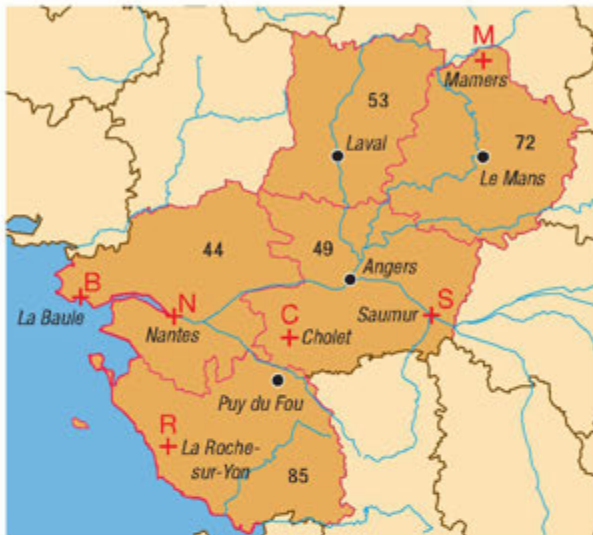 M
Mamers
53
Laval
72
Le Mans
44
49
Angers
B
La Baule
N
Nantes
C
Cholet
Saumur
S
Puy du Fou
R
La Roche-
sur-Yon
85